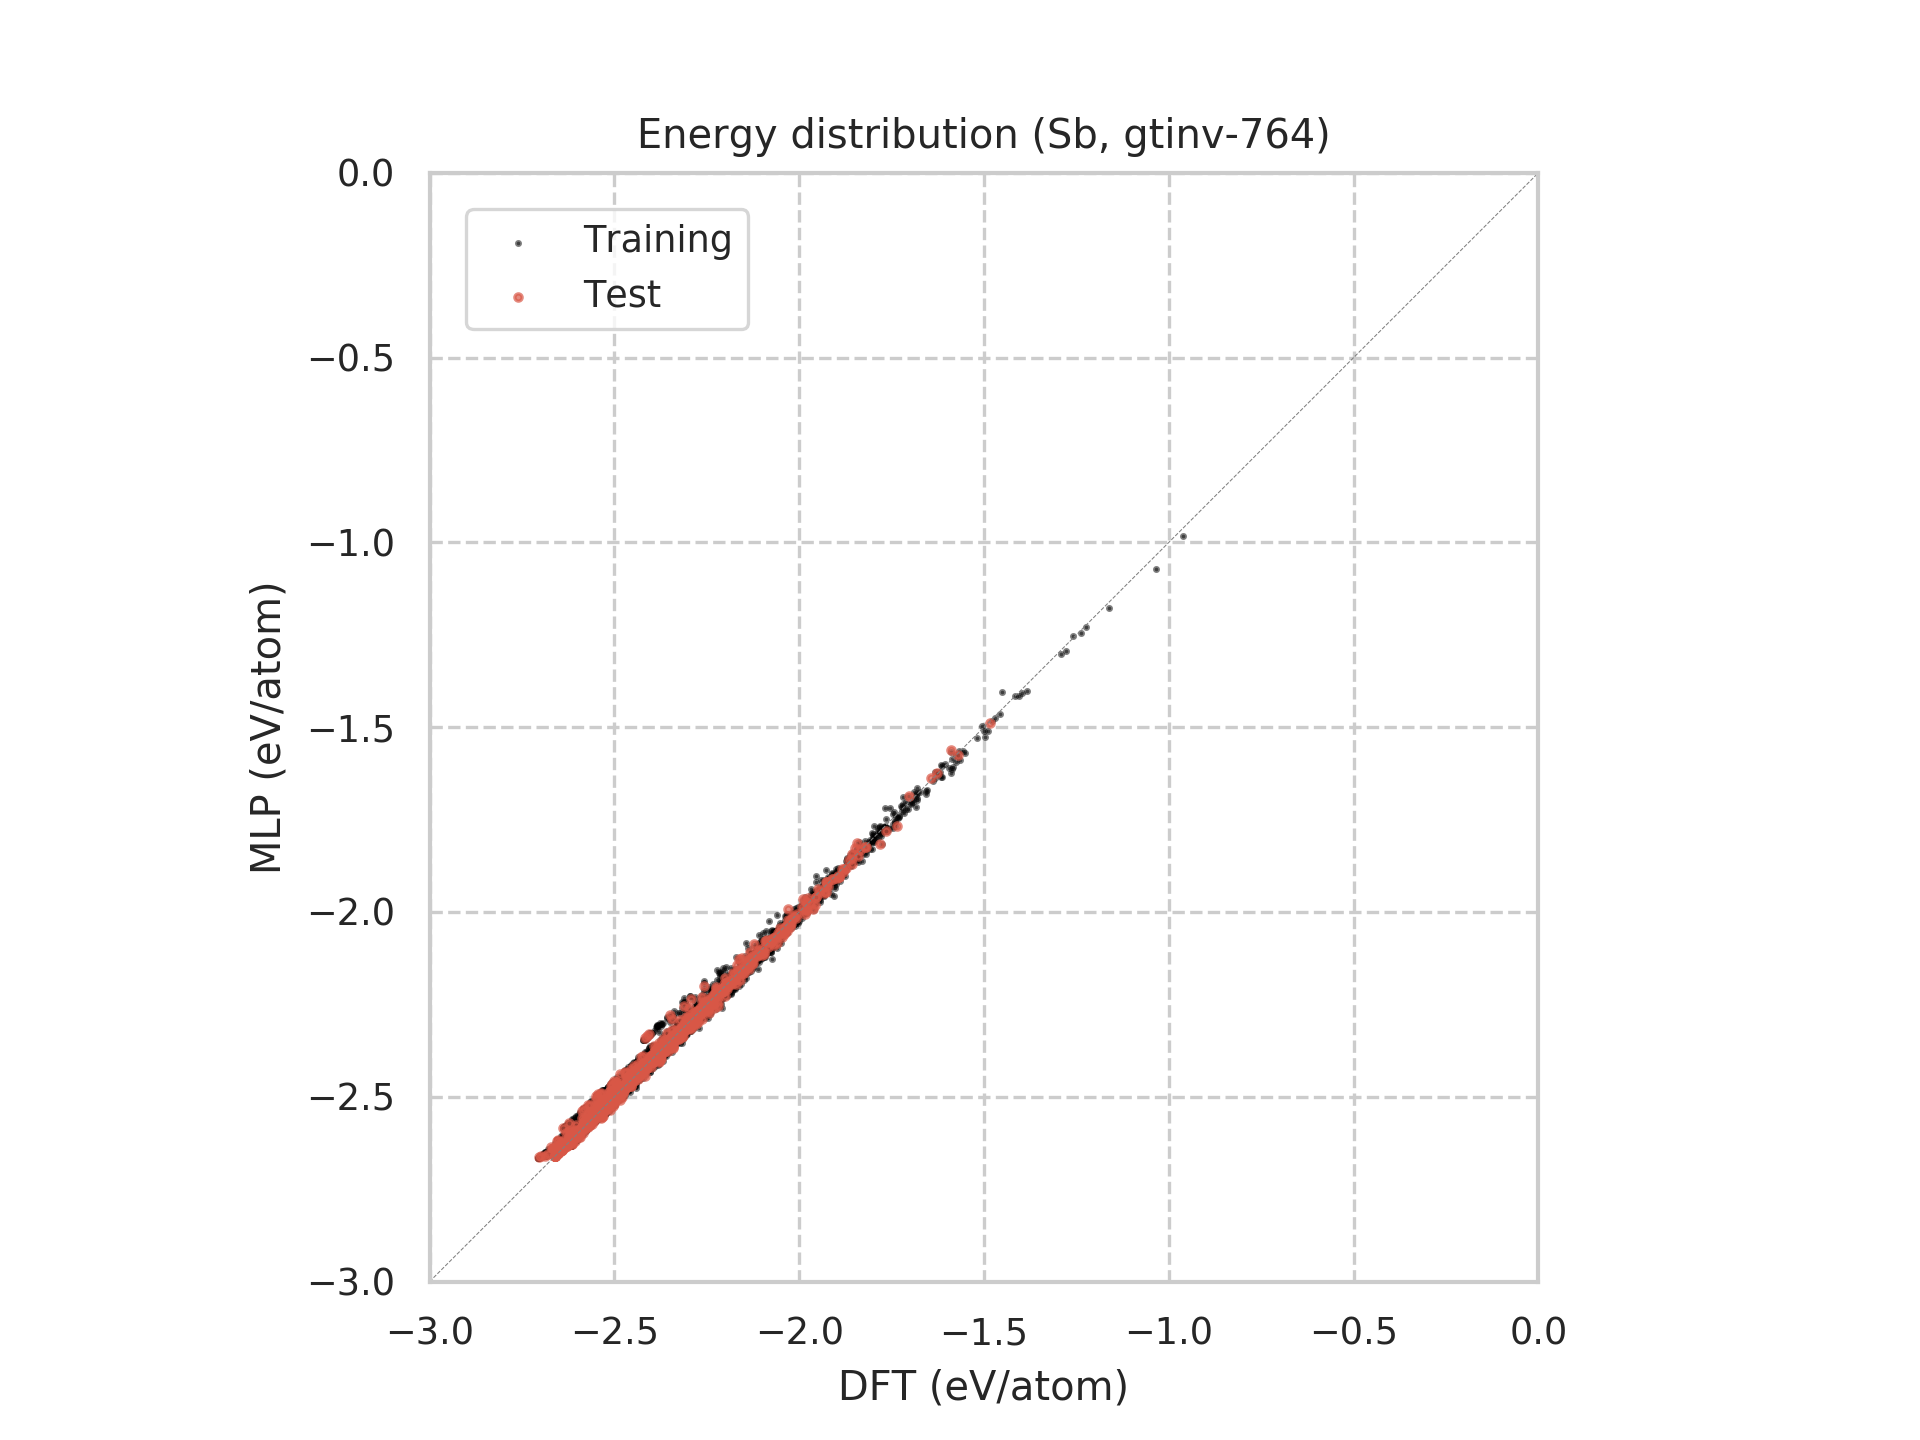 Energy distribution (Sb, gtinv-764)
0.0
−0.5
−1.0
−1.5
−2.0
−2.5
−3.0
MLP (eV/atom)
Training
Test
−3.0 −2.5 −2.0 −1.5 −1.0 −0.5 0.0
DFT (eV/atom)